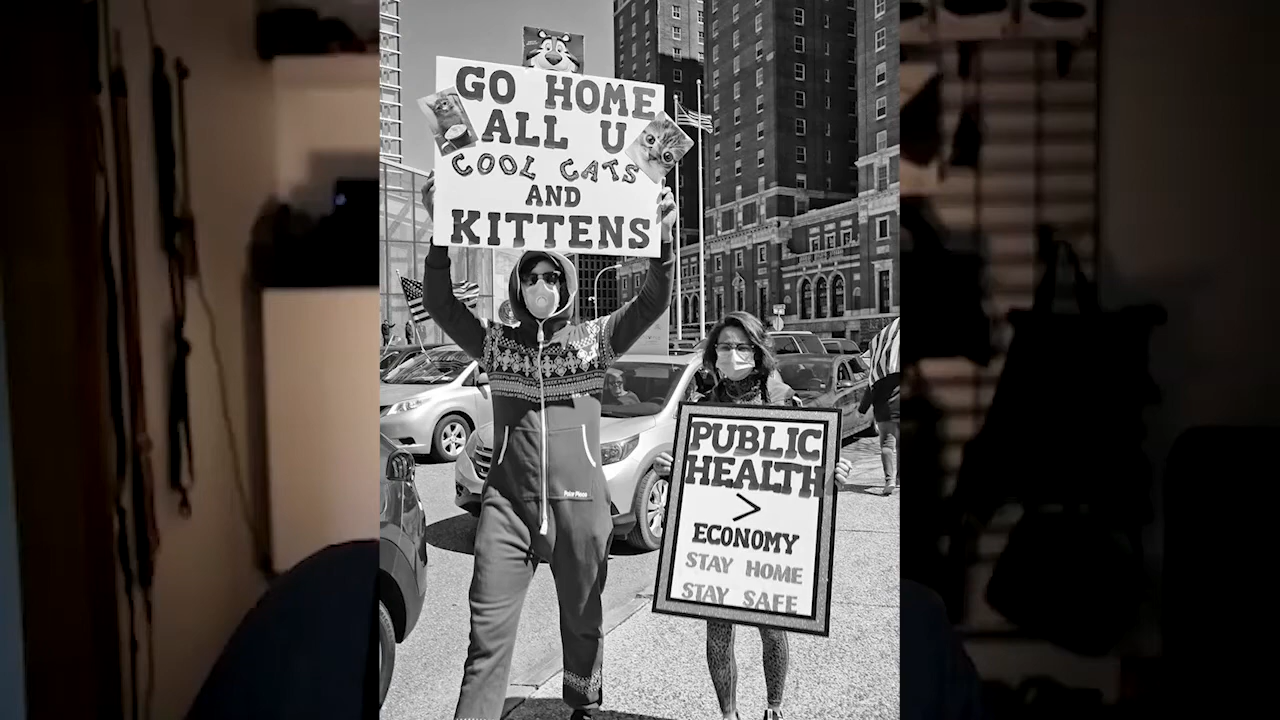 GO HOME
ALL U
COOL CATS
AND
KITTENS
PUBLIC
HEALTH
>
ECONOMY
STAY HOME
STAY SAFE